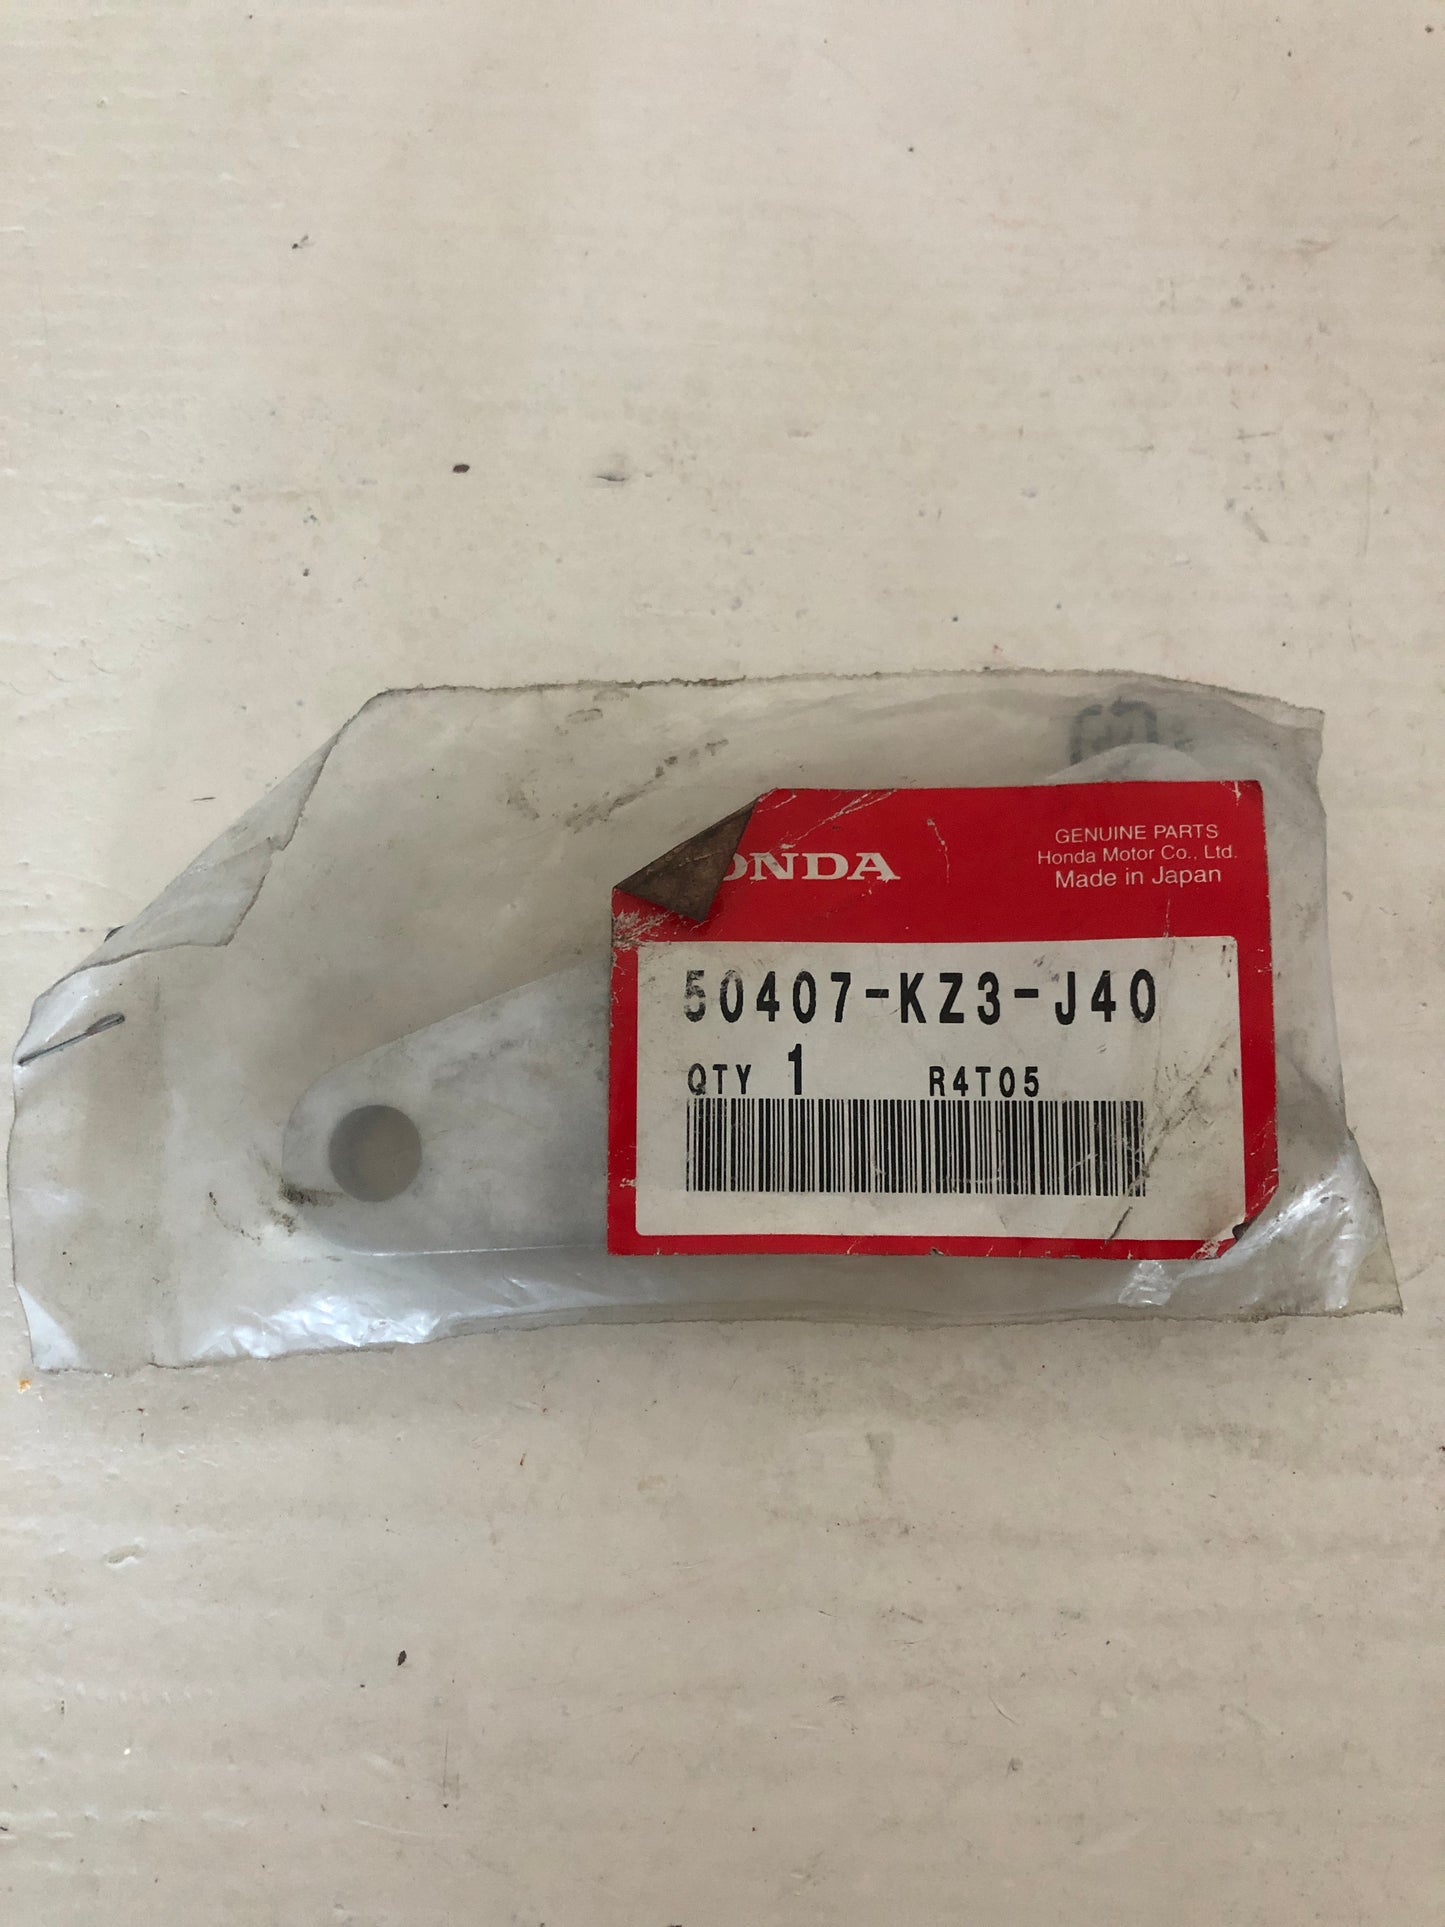 ONDA
GENUINE PARTS
Honda Motor Co., Ltd.
Made in Japan
50407-KZ3-J40
QTY 1 R4T05